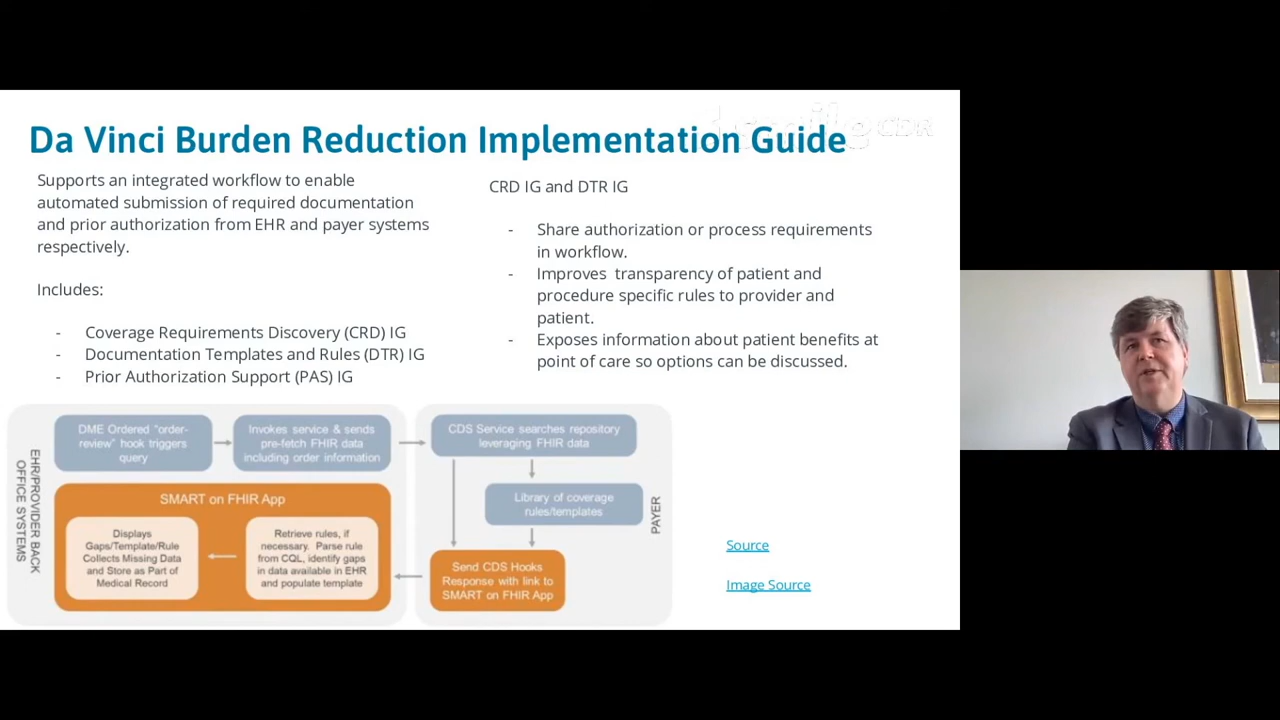 Da Vinci Burden Reduction Implementation Guide
CDR
Supports an integrated workflow to enable
automated submission of required documentation
and prior authorization from EHR and payer systems
respectively.
Includes:
- Coverage Requirements Discovery (CRD) IG
- Documentation Templates and Rules (DTR) IG
- Prior Authorization Support (PAS) IG
CRD IG and DTR IG
- Share authorization or process requirements
in workflow.
- Improves transparency of patient and
procedure specific rules to provider and
patient.
- Exposes information about patient benefits at
point of care so options can be discussed.
EHR/PROVIDER BACK
OFFICE SYSTEMS
DME Ordered "order-
review" hook triggers
query
Invokes service & sends
pre-fetch FHIR data
including order information
CDS Service searches repository
leveraging FHIR data
Library of coverage
rules/templates
PAYER
Send CDS Hooks
Response with link to
SMART on FHIR App
SMART on FHIR App
Retrieve rules, if
necessary. Parse rule
from CQL, identify gaps
in data available in EHR
and populate template
Displays
Gaps/Template/Rule
Collects Missing Data
and Store as Part of
Medical Record
Source
Image Source